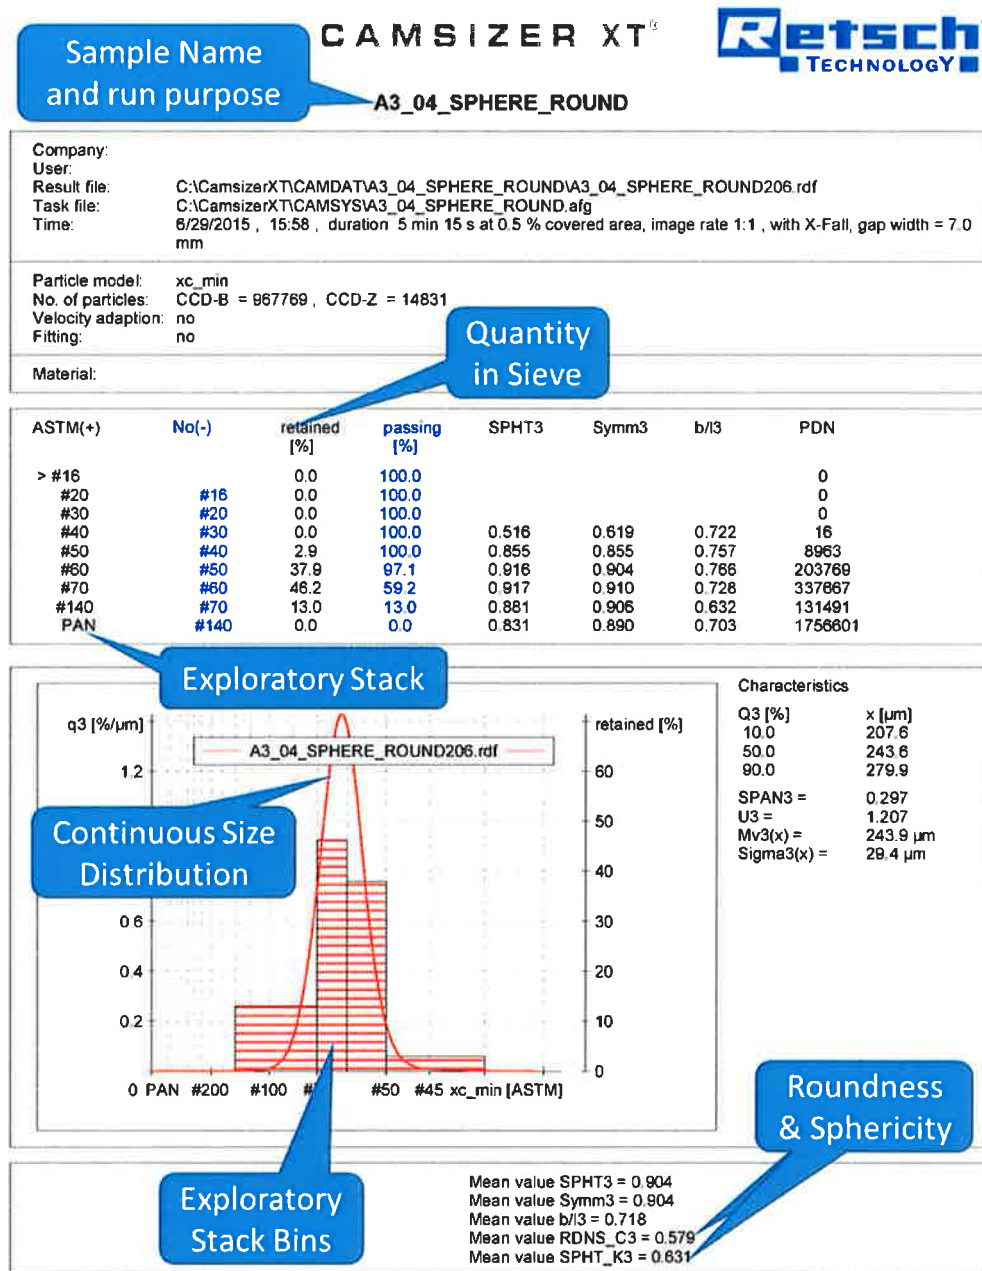 CAMSIZER XT®
Retsch
TECHNOLOGY
Sample Name
and run purpose
A3_04_SPHERE_ROUND
Company:
User:
Result file: C:\CamsizerXT\CAMDAT\A3_04_SPHERE_ROUND\A3_04_SPHERE_ROUND206.rdf
Task file: C:\CamsizerXT\CAMSYS\A3_04_SPHERE_ROUND.afg
Time: 6/29/2015 , 15:58 , duration 5 min 15 s at 0.5 % covered area, image rate 1:1 , with X-Fall, gap width = 7.0
mm
Particle model: xc_min
No. of particles: CCD-B = 967769 , CCD-Z = 14831
Velocity adaption: no
Fitting: no
Quantity
in Sieve
Material:
ASTM(+) No(-) retained passing SPHT3 Symm3 b/l3 PDN
[%] [%]
> #16 0.0 100.0 0
#20 #16 0.0 100.0 0
#30 #20 0.0 100.0 0
#40 #30 0.0 100.0 0.516 0.619 0.722 16
#50 #40 2.9 100.0 0.855 0.855 0.757 8963
#60 #50 37.9 97.1 0.916 0.904 0.766 203769
#70 #60 46.2 59.2 0.917 0.910 0.728 337667
#140 #70 13.0 13.0 0.881 0.906 0.632 131491
PAN #140 0.0 0.0 0.831 0.890 0.703 1756601
Exploratory Stack
q3 [%/µm]
retained [%]
A3_04_SPHERE_ROUND206.rdf
1.2
60
50
Continuous Size
Distribution
40
0.6
30
0.4
20
0.2
10
0
0 PAN #200 #100 #50 #45 xc_min [ASTM]
Characteristics
Q3 [%] x [µm]
10.0 207.6
50.0 243.6
90.0 279.9
SPAN3 = 0.297
U3 = 1.207
Mv3(x) = 243.9 µm
Sigma3(x) = 29.4 µm
Roundness
& Sphericity
Exploratory
Stack Bins
Mean value SPHT3 = 0.904
Mean value Symm3 = 0.904
Mean value b/l3 = 0.718
Mean value RDNS_C3 = 0.579
Mean value SPHT_K3 = 0.631